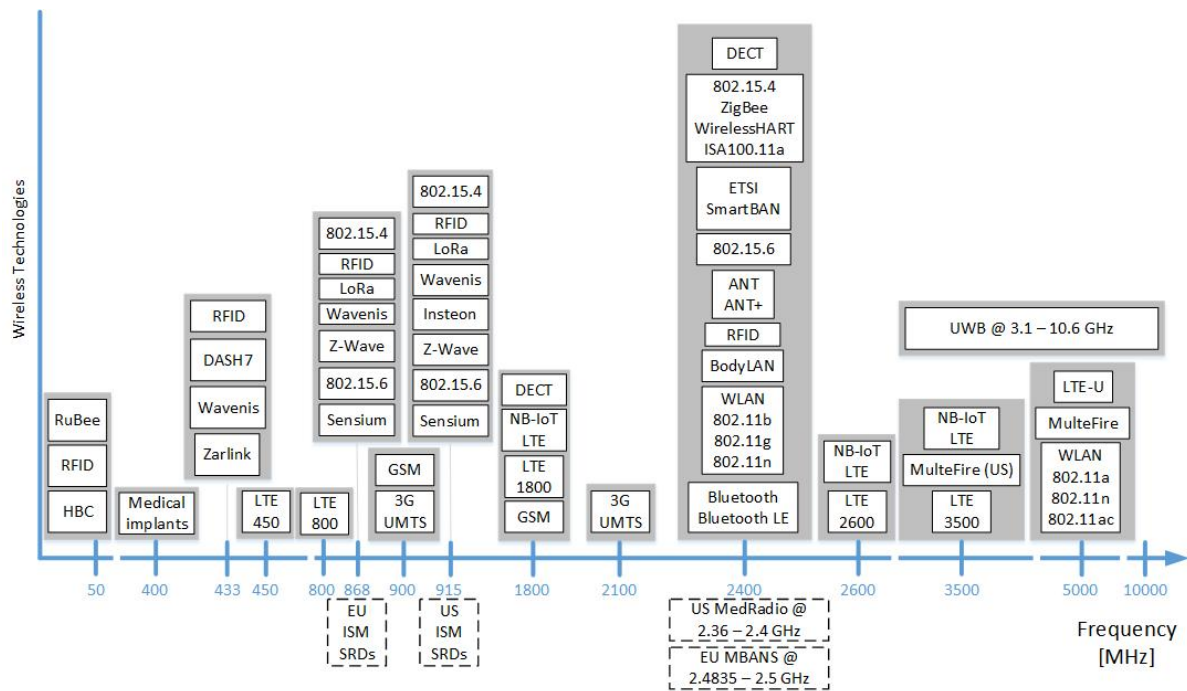 Wireless Technologies
RuBee
RFID
HBC
Medical
implants
RFID
DASH7
Wavenis
Zarlink
LTE
450
LTE
800
802.15.4
RFID
LoRa
Wavenis
Z-Wave
802.15.6
Sensium
GSM
3G
UMTS
802.15.4
RFID
LoRa
Wavenis
Insteon
Z-Wave
802.15.6
Sensium
DECT
NB-IoT
LTE
LTE
1800
GSM
3G
UMTS
DECT
802.15.4
ZigBee
WirelessHART
ISA100.11a
ETSI
SmartBAN
802.15.6
ANT
ANT+
RFID
BodyLAN
WLAN
802.11b
802.11g
802.11n
Bluetooth
Bluetooth LE
NB-IoT
LTE
LTE
2600
UWB @ 3.1 – 10.6 GHz
NB-IoT
LTE
MulteFire (US)
LTE
3500
LTE-U
MulteFire
WLAN
802.11a
802.11n
802.11ac
50 400 433 450 800 868 900 915 1800 2100 2400 2600 3500 5000 10000
EU
ISM
SRDs
US
ISM
SRDs
US MedRadio @
2.36 – 2.4 GHz
EU MBANS @
2.4835 – 2.5 GHz
Frequency
[MHz]